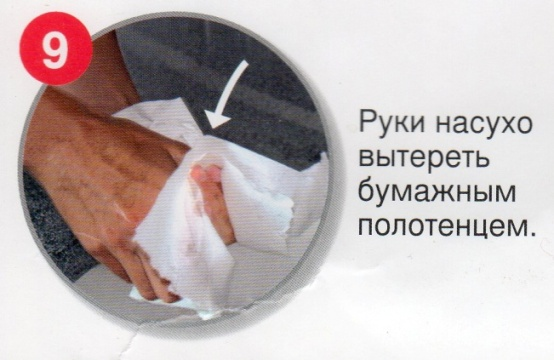 9
Руки насухо
вытереть
бумажным
полотенцем.